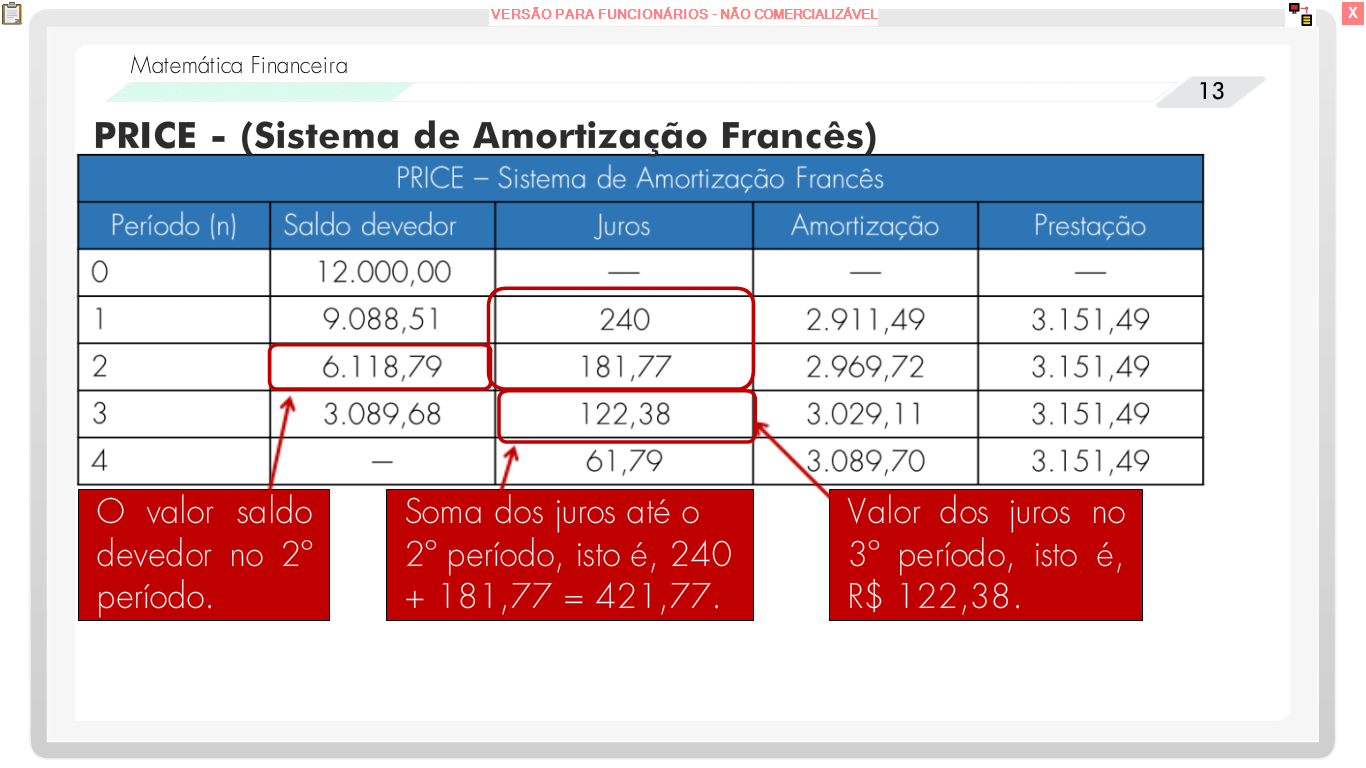 VERSÃO PARA FUNCIONÁRIOS - NÃO COMERCIALIZÁVEL
X
Matemática Financeira
13
PRICE - (Sistema de Amortização Francês)
PRICE – Sistema de Amortização Francês
Período (n) Saldo devedor Juros Amortização Prestação
0 12.000,00 — — —
1 9.088,51 240 2.911,49 3.151,49
2 6.118,79 181,77 2.969,72 3.151,49
3 3.089,68 122,38 3.029,11 3.151,49
4 – 61,79 3.089,70 3.151,49
O valor saldo
devedor no 2º
período.
Soma dos juros até o
2º período, isto é, 240
+ 181,77 = 421,77.
Valor dos juros no
3º período, isto é,
R$ 122,38.